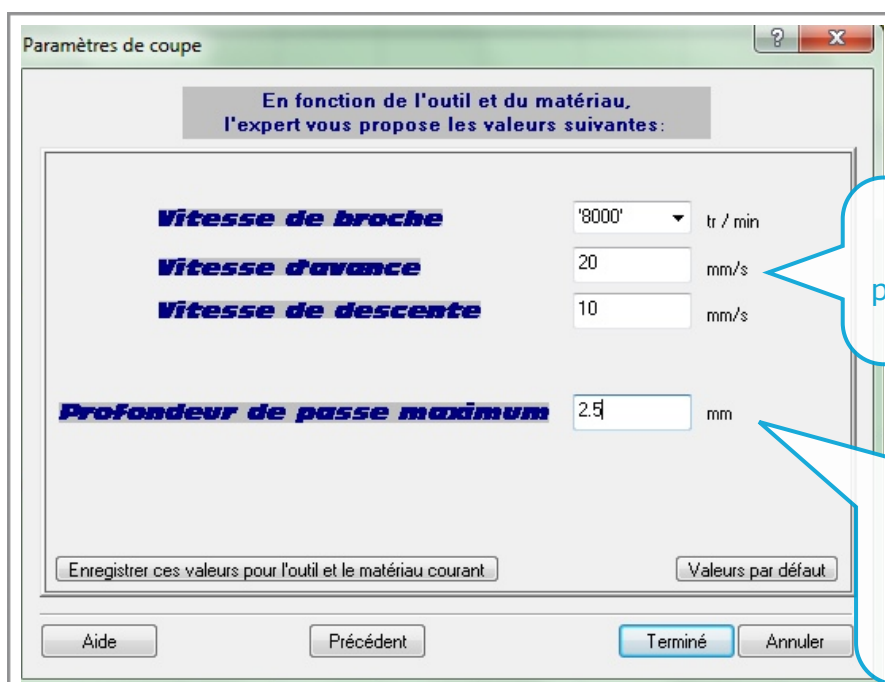 Paramètres de coupe
?
X
En fonction de l'outil et du matériau,
l'expert vous propose les valeurs suivantes:
Vitesse de broche '8000' tr / min
Vitesse d'avance 20 mm/s
Vitesse de descente 10 mm/s
Profondeur de passe maximum 2.5 mm
Enregistrer ces valeurs pour l'outil et le matériau courant Valeurs par défaut
Aide Précédent Terminé Annuler